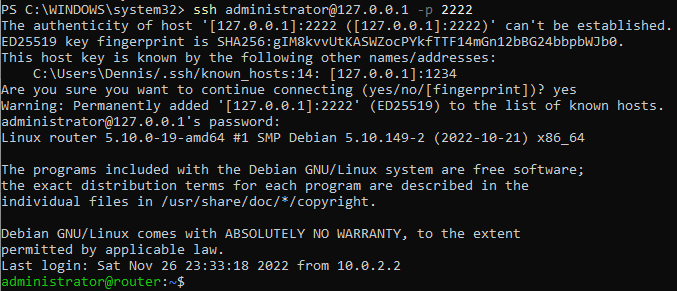 PS C:\WINDOWS\system32> ssh administrator@127.0.0.1 -p 2222
The authenticity of host '[127.0.0.1]:2222 ([127.0.0.1]:2222)' can't be established.
ED25519 key fingerprint is SHA256:gIM8kvvUtKASWZocPYkfTTF14mGn12bBG24bbpbWJb0.
This host key is known by the following other names/addresses:
    C:\Users\Dennis/.ssh/known_hosts:14: [127.0.0.1]:1234
Are you sure you want to continue connecting (yes/no/[fingerprint])? yes
Warning: Permanently added '[127.0.0.1]:2222' (ED25519) to the list of known hosts.
administrator@127.0.0.1's password:
Linux router 5.10.0-19-amd64 #1 SMP Debian 5.10.149-2 (2022-10-21) x86_64

The programs included with the Debian GNU/Linux system are free software;
the exact distribution terms for each program are described in the
individual files in /usr/share/doc/*/copyright.

Debian GNU/Linux comes with ABSOLUTELY NO WARRANTY, to the extent
permitted by applicable law.
Last login: Sat Nov 26 23:33:18 2022 from 10.0.2.2
administrator@router:~$